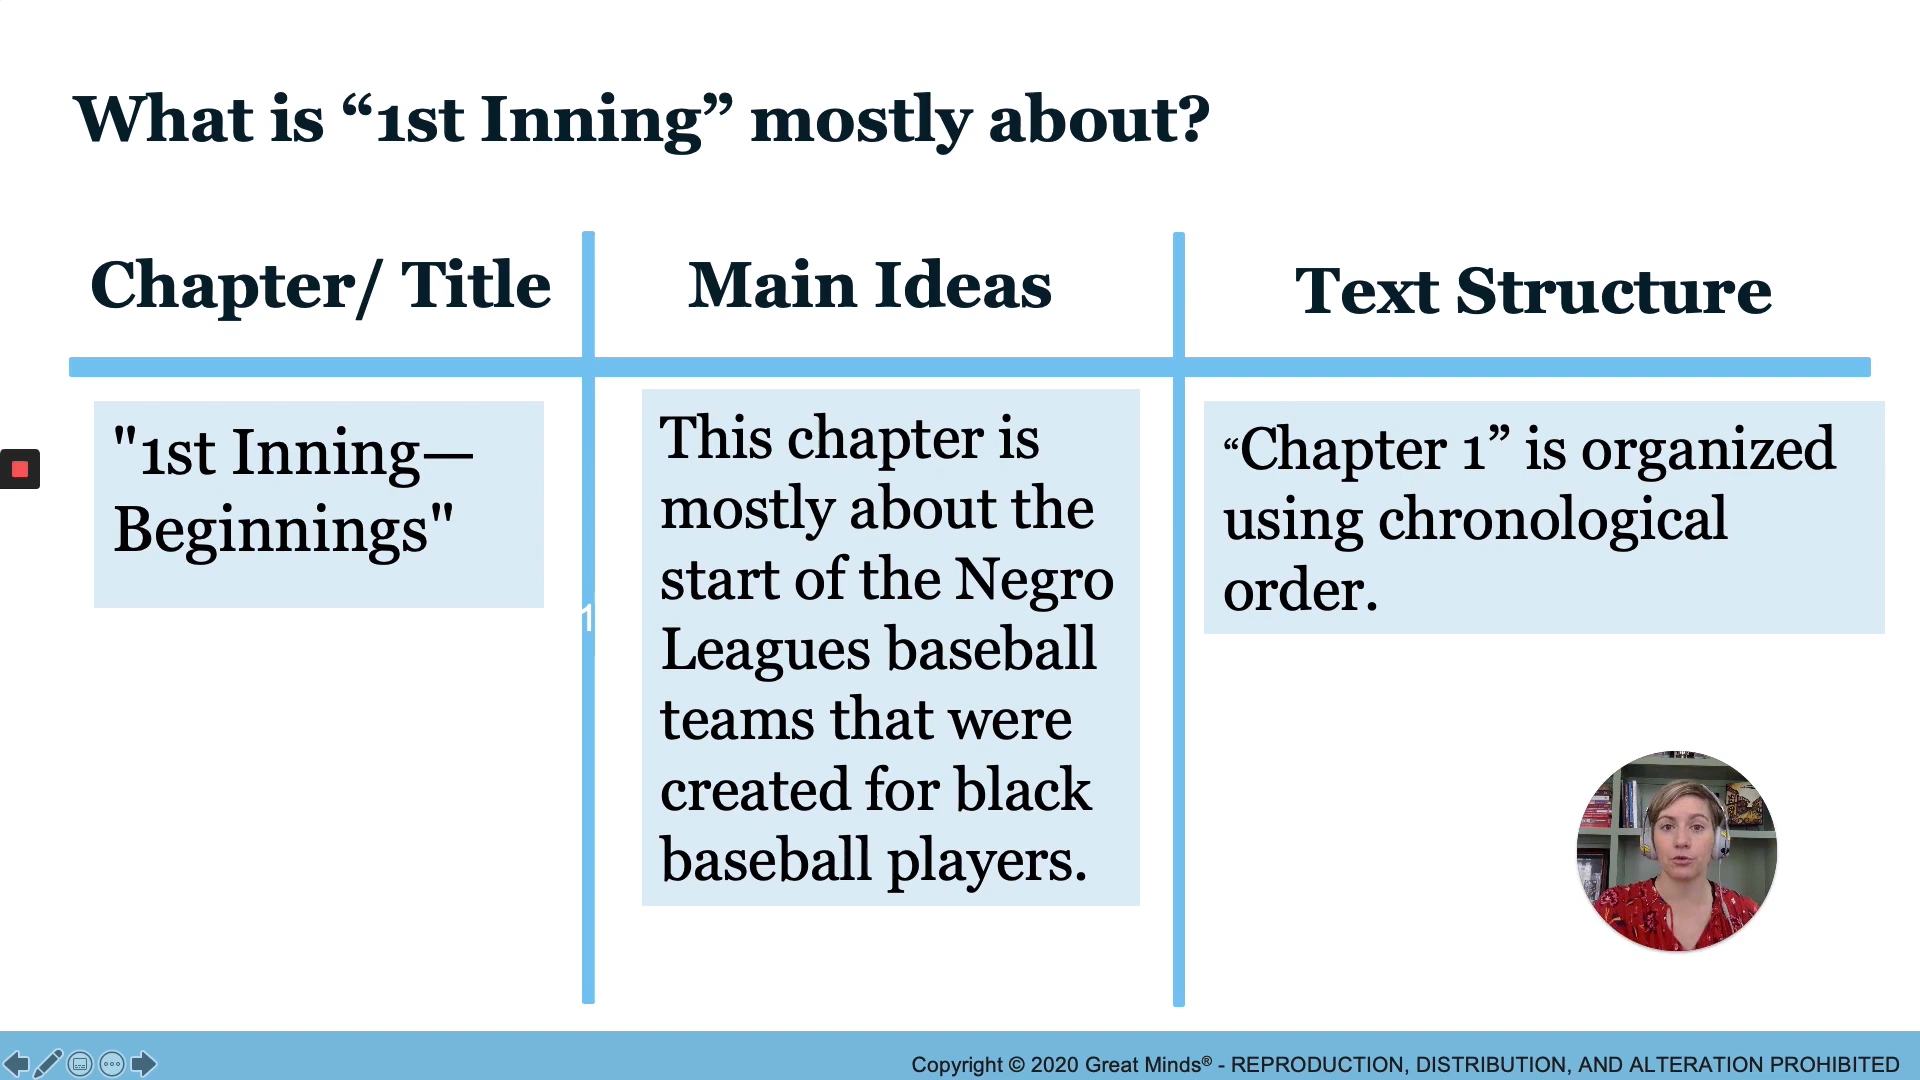 What is “1st Inning” mostly about?
Chapter/ Title
Main Ideas
Text Structure
"1st Inning—
Beginnings"
1
This chapter is
mostly about the
start of the Negro
Leagues baseball
teams that were
created for black
baseball players.
“Chapter 1” is organized
using chronological
order.
Copyright © 2020 Great Minds® - REPRODUCTION, DISTRIBUTION, AND ALTERATION PROHIBITED